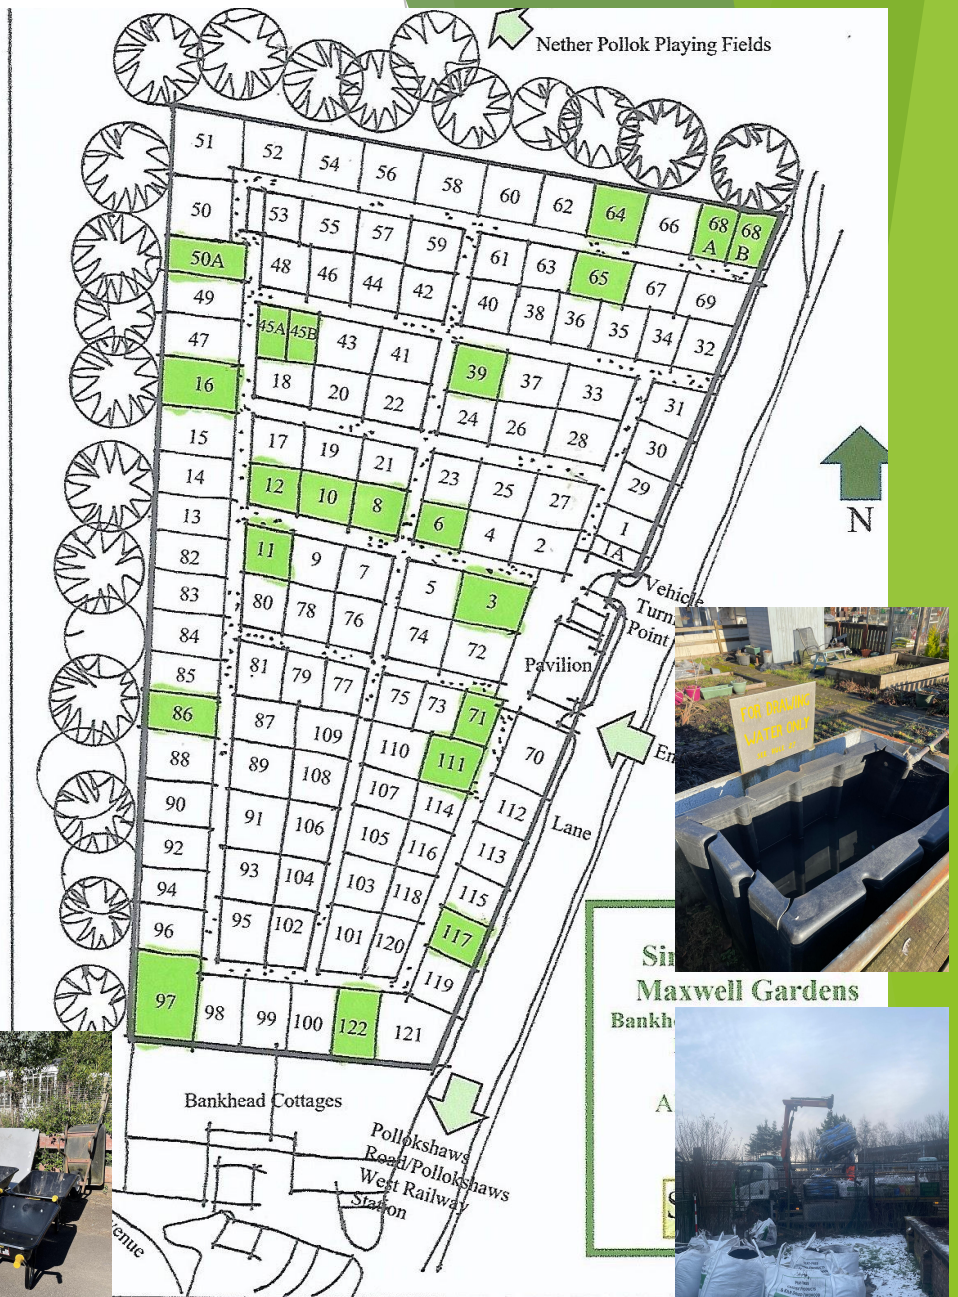 Nether Pollok Playing Fields
51 52 54 56 58 60 62 64 66 68 A 68 B
50 53 55 57 59 61 63 65 67 69
50A 48 46 44 42 40 38 36 35 34 32
49 45A 45B 43 41 39 37 33 31
47 18 20 22 24 26 28 30
16
15 17 19 21 23 25 27 29
14 12 10 8 6 4 2 1
1A
13 11 9 7 5 3
N
82
83 80 78 76 74 72
84
85 81 79 77 75 73 71
86 87 109 110 111 70
88 89 108 107 114 112
90 91 106 105 116 113
92 93 104 103 118 115
94 95 102 101 120 117
96 119
97 98 99 100 122 121
Vehicle
Turn
Point
Pavilion
Lane
FOR DRAWING
WATER ONLY
Maxwell Gardens
Bankhead Cottages
Pollokshaws
Road/Pollokshaws
West Railway
Station